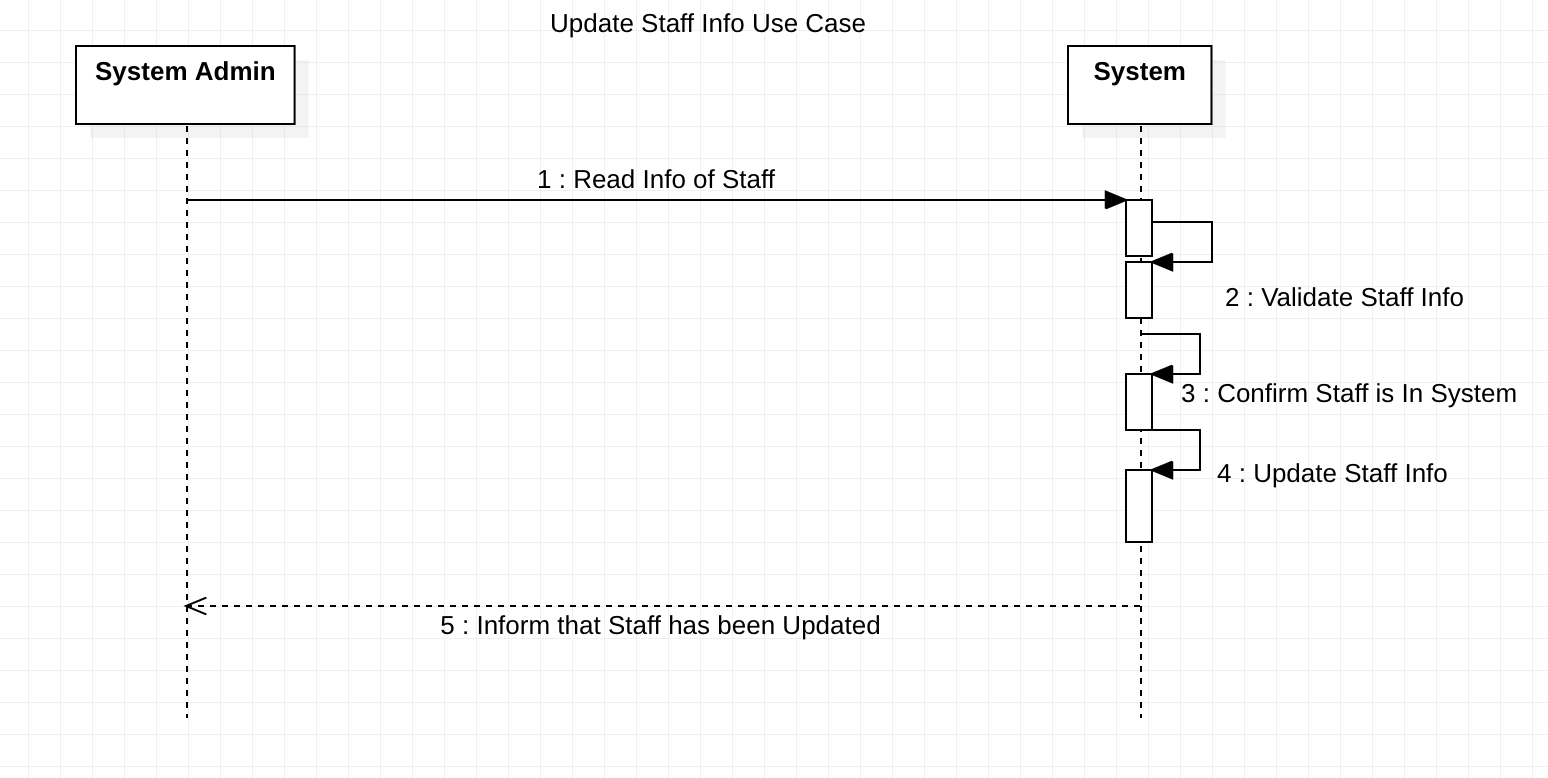 Update Staff Info Use Case
System Admin
System
1 : Read Info of Staff
2 : Validate Staff Info
3 : Confirm Staff is In System
4 : Update Staff Info
5 : Inform that Staff has been Updated